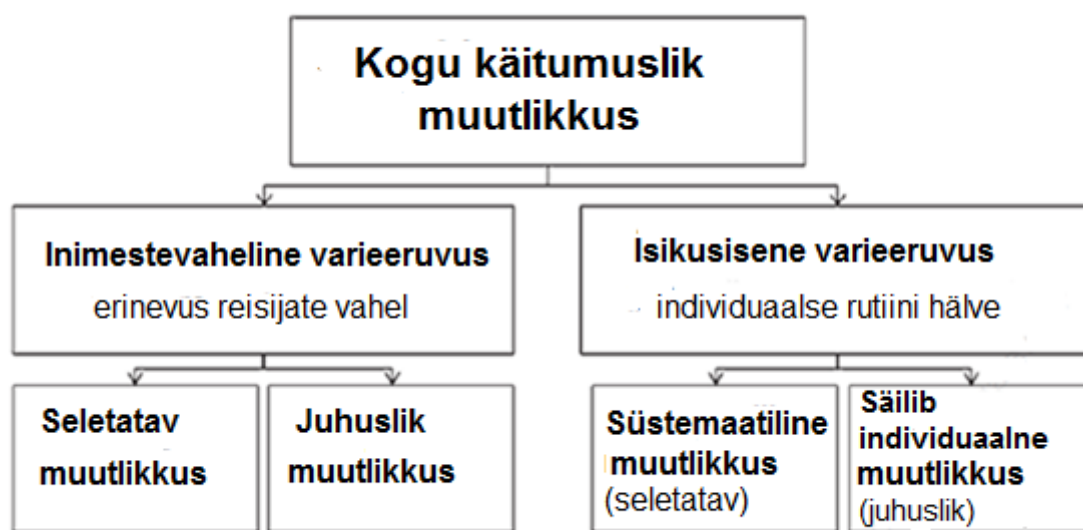 Kogu käitumuslik
muutlikkus
Inimestevaheline varieeruvus
erinevus reisijate vahel
Isikusisene varieeruvus
individuaalse rutiini hälve
Seletatav
muutlikkus
Juhuslik
muutlikkus
Süstemaatiline
muutlikkus
(seletatav)
Säilib
individuaalne
muutlikkus
(juhuslik)